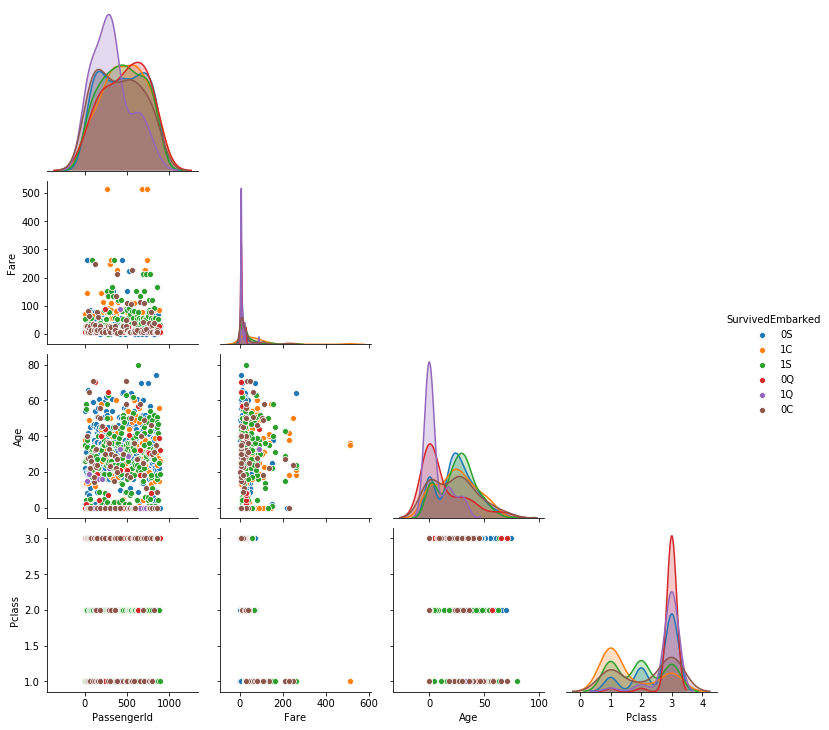 500
400
300
200
100
0
Fare
80
60
40
20
0
Age
3.0
2.5
2.0
1.5
1.0
Pclass
0 500 1000
PassengerId
0 200 400 600
Fare
0 50 100
Age
0 1 2 3 4
Pclass
SurvivedEmbarked
0S
1C
1S
0Q
1Q
0C